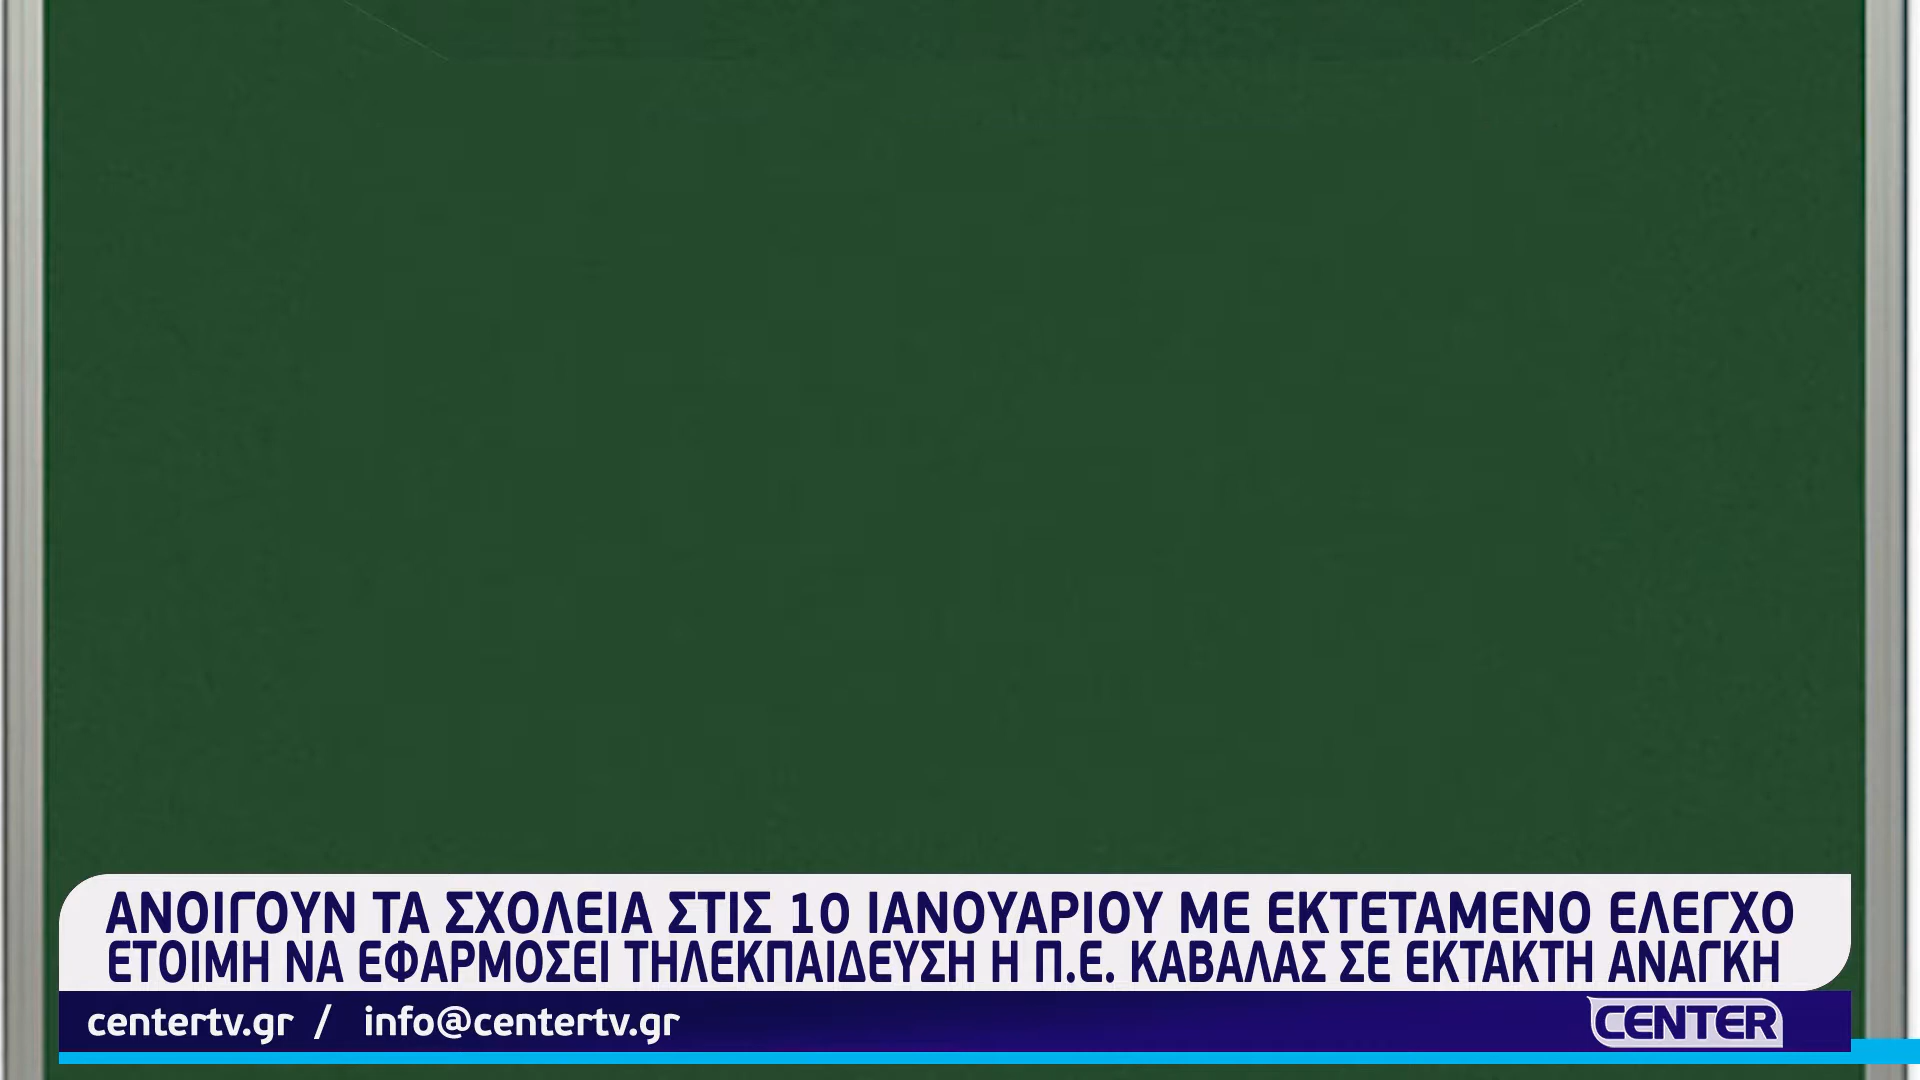 ΑΝΟΙΓΟΥΝ ΤΑ ΣΧΟΛΕΙΑ ΣΤΙΣ 10 ΙΑΝΟΥΑΡΙΟΥ ΜΕ ΕΚΤΕΤΑΜΕΝΟ ΕΛΕΓΧΟ
ΕΤΟΙΜΗ ΝΑ ΕΦΑΡΜΟΣΕΙ ΤΗΛΕΚΠΑΙΔΕΥΣΗ Η Π.Ε. ΚΑΒΑΛΑΣ ΣΕ ΕΚΤΑΚΤΗ ΑΝΑΓΚΗ
centertv.gr / info@centertv.gr
CENTER